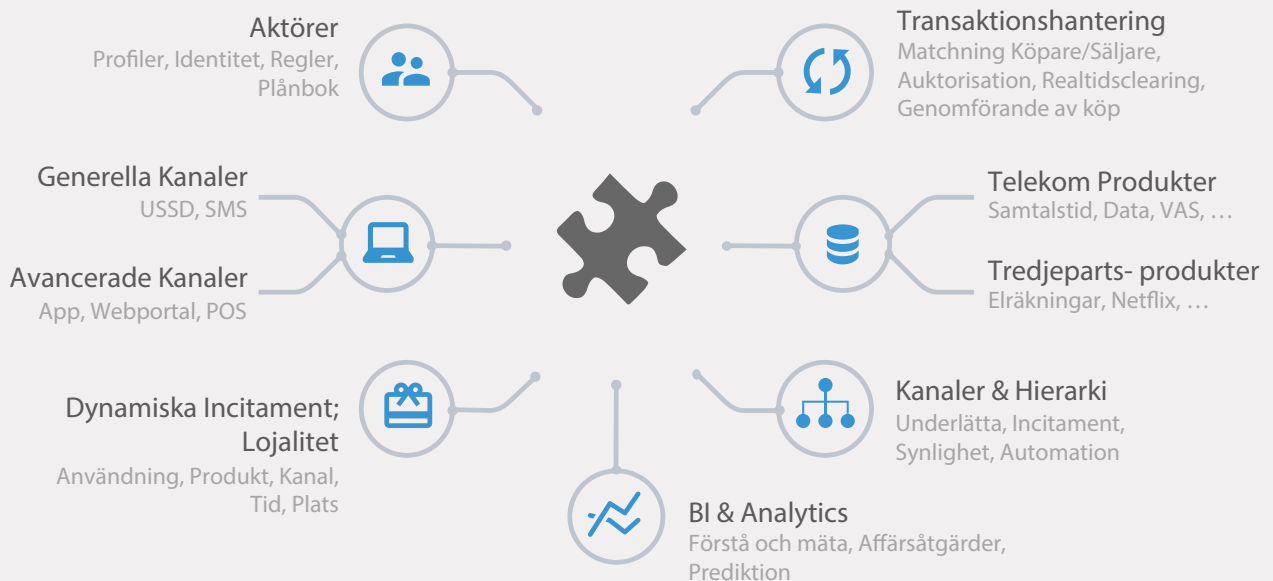 Aktörer
Profiler, Identitet, Regler,
Plånbok
Transaktionshantering
Matchning Köpare/Säljare,
Auktorisation, Realtidsclearing,
Genomförande av köp
Generella Kanaler
USSD, SMS
Avancerade Kanaler
App, Webportal, POS
Telekom Produkter
Samtalstid, Data, VAS, …
Tredjeparts- produkter
Elräkningar, Netflix, …
Dynamiska Incitament;
Lojalitet
Användning, Produkt, Kanal,
Tid, Plats
Kanaler & Hierarki
Underlätta, Incitament,
Synlighet, Automation
BI & Analytics
Förstå och mäta, Affärsåtgärder,
Prediktion